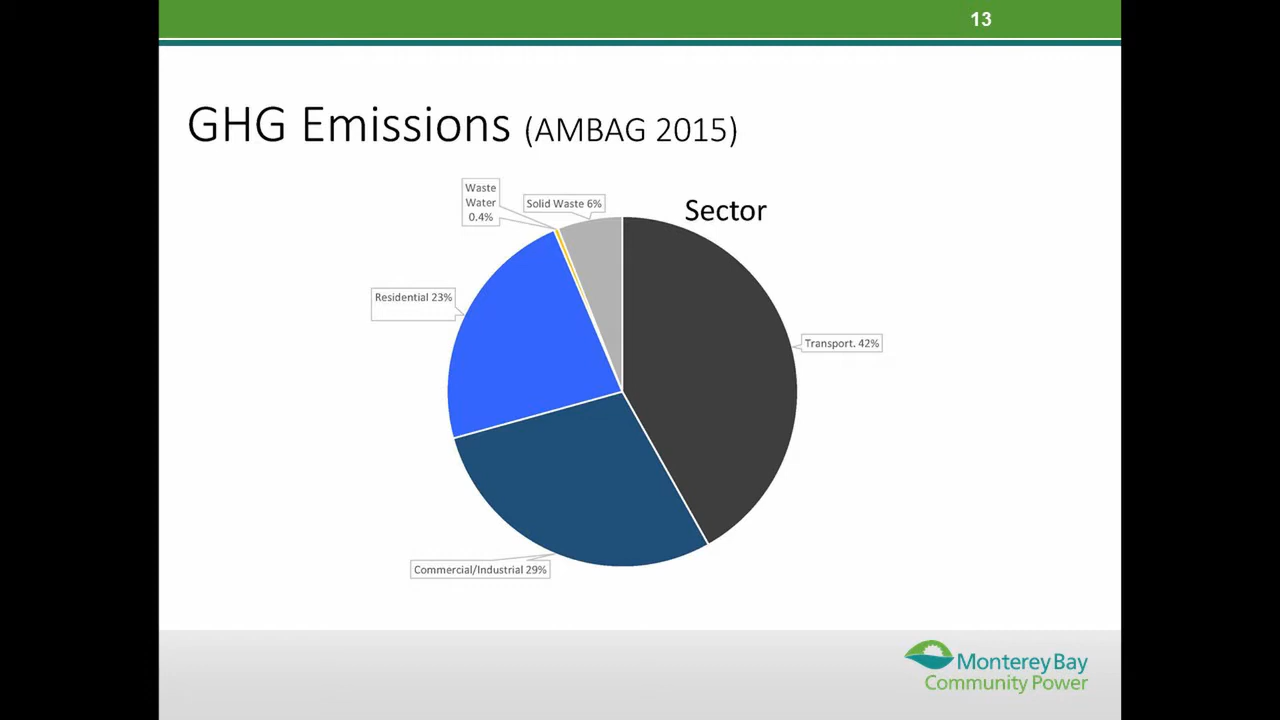 13
GHG Emissions (AMBAG 2015)
Waste
Water
0.4%
Solid Waste 6%
Sector
Residential 23%
Transport. 42%
Commercial/Industrial 29%
Monterey Bay
Community Power